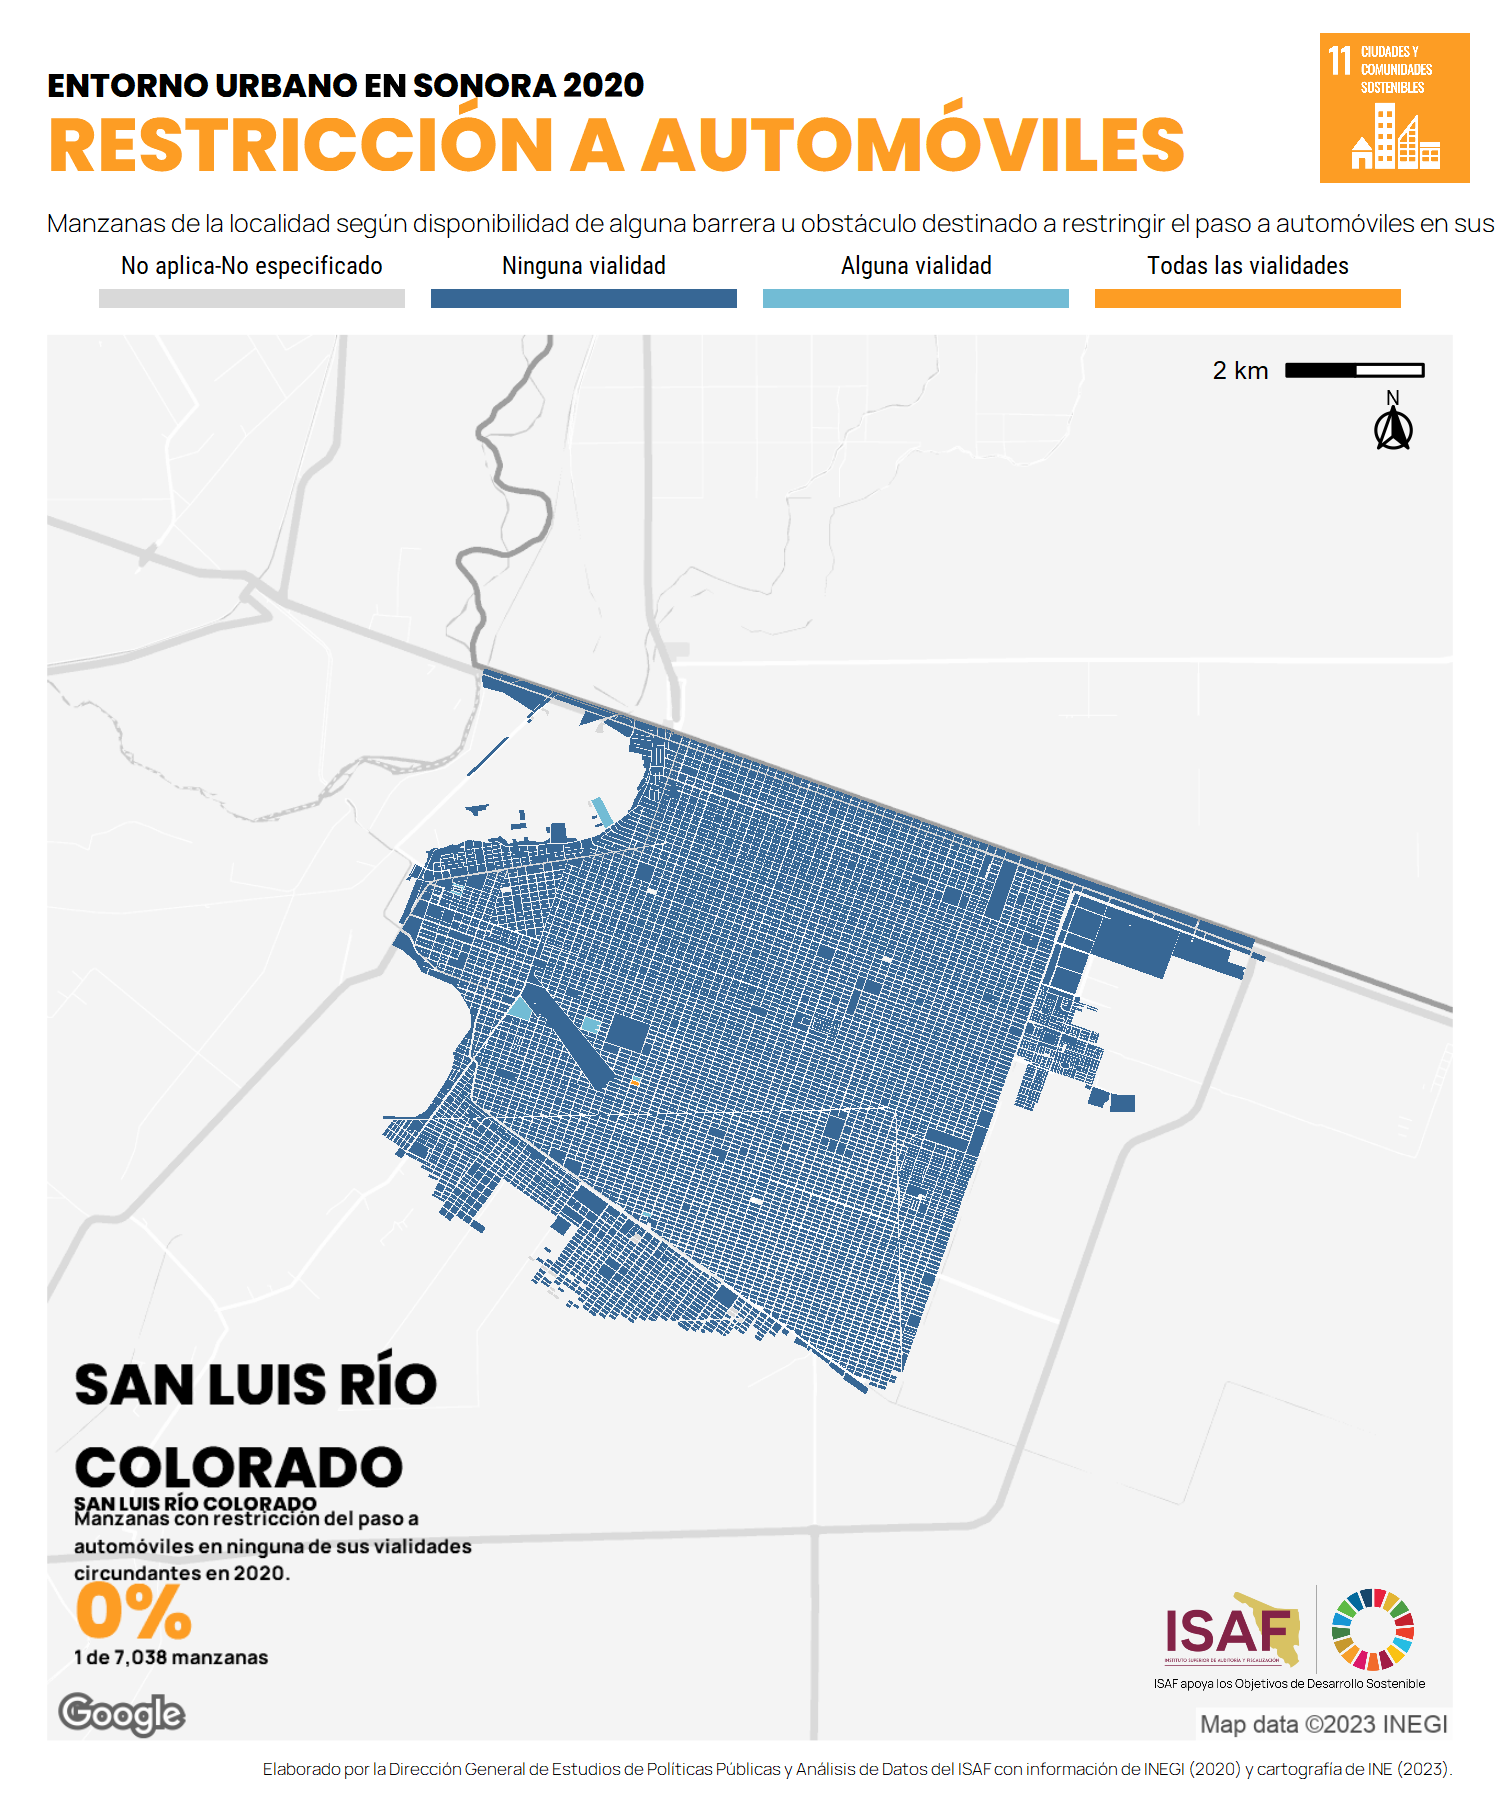 ENTORNO URBANO EN SONORA 2020
RESTRICCIÓN A AUTOMÓVILES
11 CIUDADES Y
COMUNIDADES
SOSTENIBLES
Manzanas de la localidad según disponibilidad de alguna barrera u obstáculo destinado a restringir el paso a automóviles en sus
No aplica-No especificado
Ninguna vialidad
Alguna vialidad
Todas las vialidades
2 km
N
SAN LUIS RÍO
COLORADO
SAN LUIS RÍO COLORADO
Manzanas con restricción del paso a
automóviles en ninguna de sus vialidades
circundantes en 2020.
0%
1 de 7,038 manzanas
ISAF
INSTITUTO SUPERIOR DE AUDITORÍA Y FISCALIZACIÓN
ISAF apoya los Objetivos de Desarrollo Sostenible
Google
Map data ©2023 INEGI
Elaborado por la Dirección General de Estudios de Políticas Públicas y Análisis de Datos del ISAF con información de INEGI (2020) y cartografía de INE (2023).